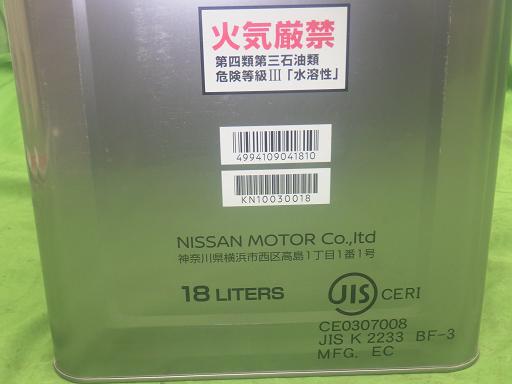 火気厳禁
第四類第三石油類
危険等級Ⅲ「水溶性」
4994109041810
KN10030018
NISSAN MOTOR Co.,ltd
神奈川県横浜市西区高島1丁目1番1号
18 LITERS
JIS CERI
CE0307008
JIS K 2233 BF-3
MFG. EC